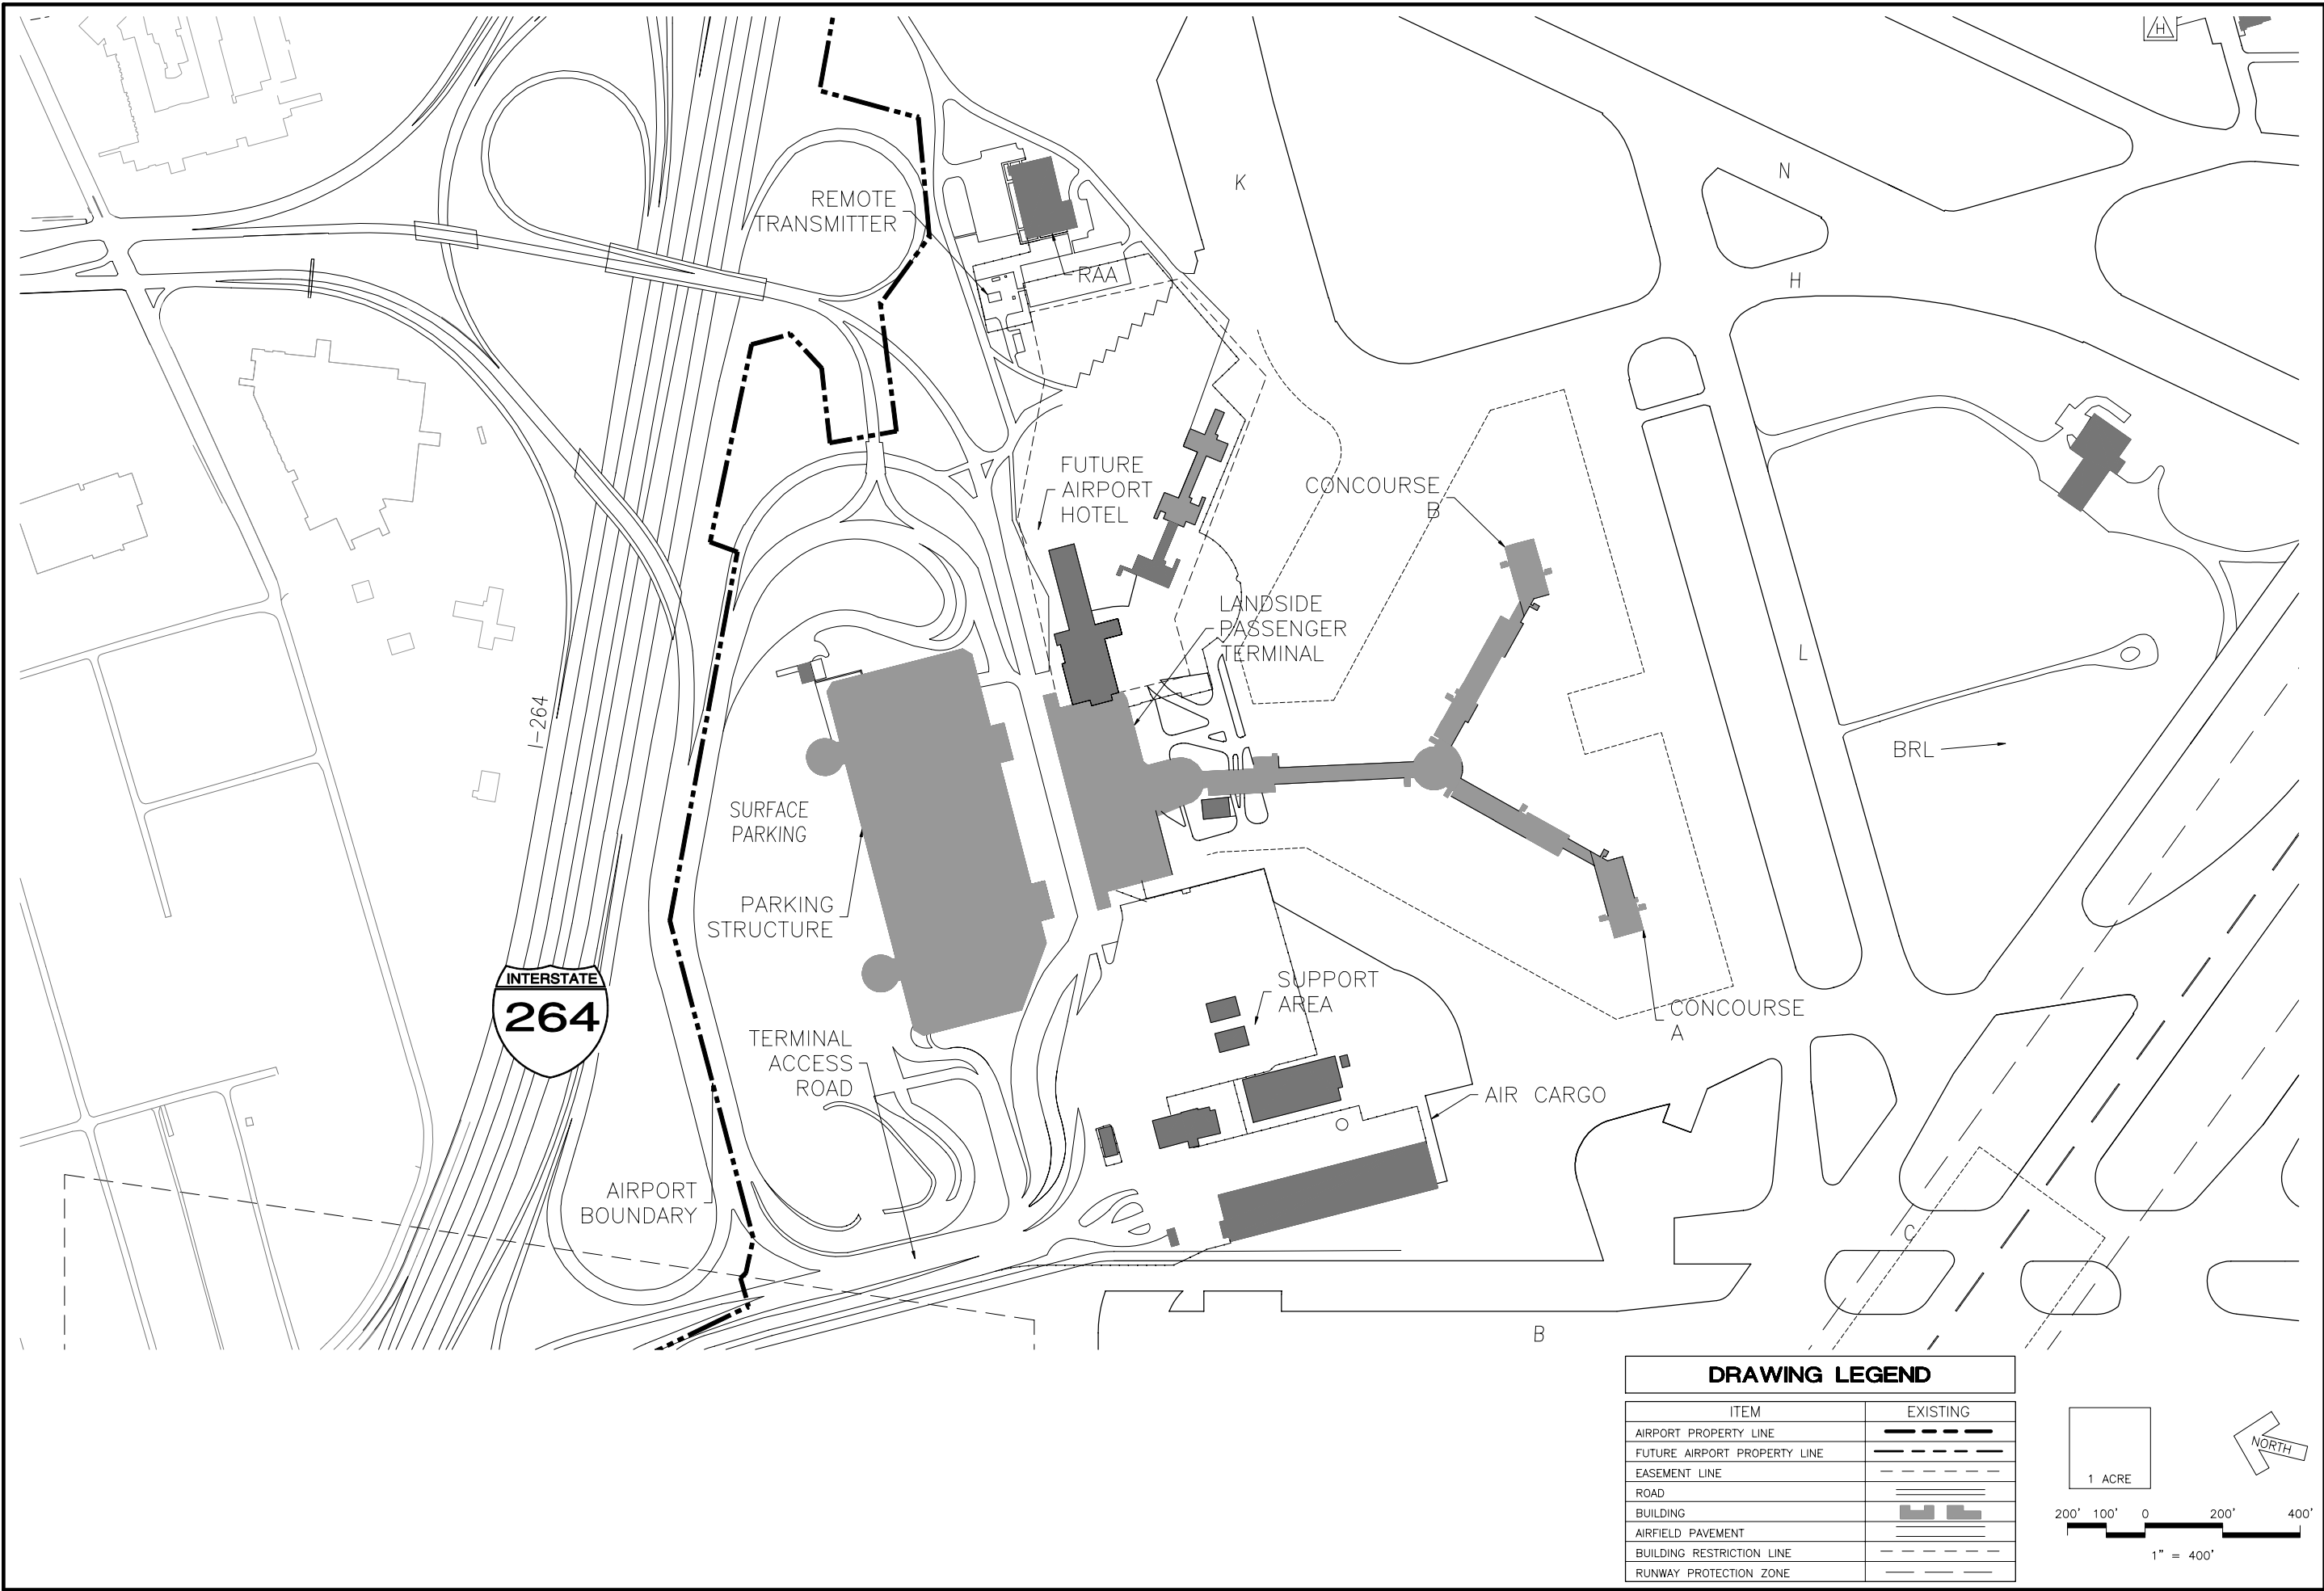 H
K
N
REMOTE
TRANSMITTER
RAA
H
FUTURE
AIRPORT
HOTEL
CONCOURSE
B
LANDSIDE
PASSENGER
TERMINAL
L
I-264
BRL
SURFACE
PARKING
PARKING
STRUCTURE
INTERSTATE
264
SUPPORT
AREA
CONCOURSE
A
TERMINAL
ACCESS
ROAD
AIR CARGO
AIRPORT
BOUNDARY
C
B
DRAWING LEGEND
ITEM EXISTING
AIRPORT PROPERTY LINE
FUTURE AIRPORT PROPERTY LINE
EASEMENT LINE
ROAD
BUILDING
AIRFIELD PAVEMENT
BUILDING RESTRICTION LINE
RUNWAY PROTECTION ZONE
1 ACRE
NORTH
200' 100' 0 200' 400'
1" = 400'